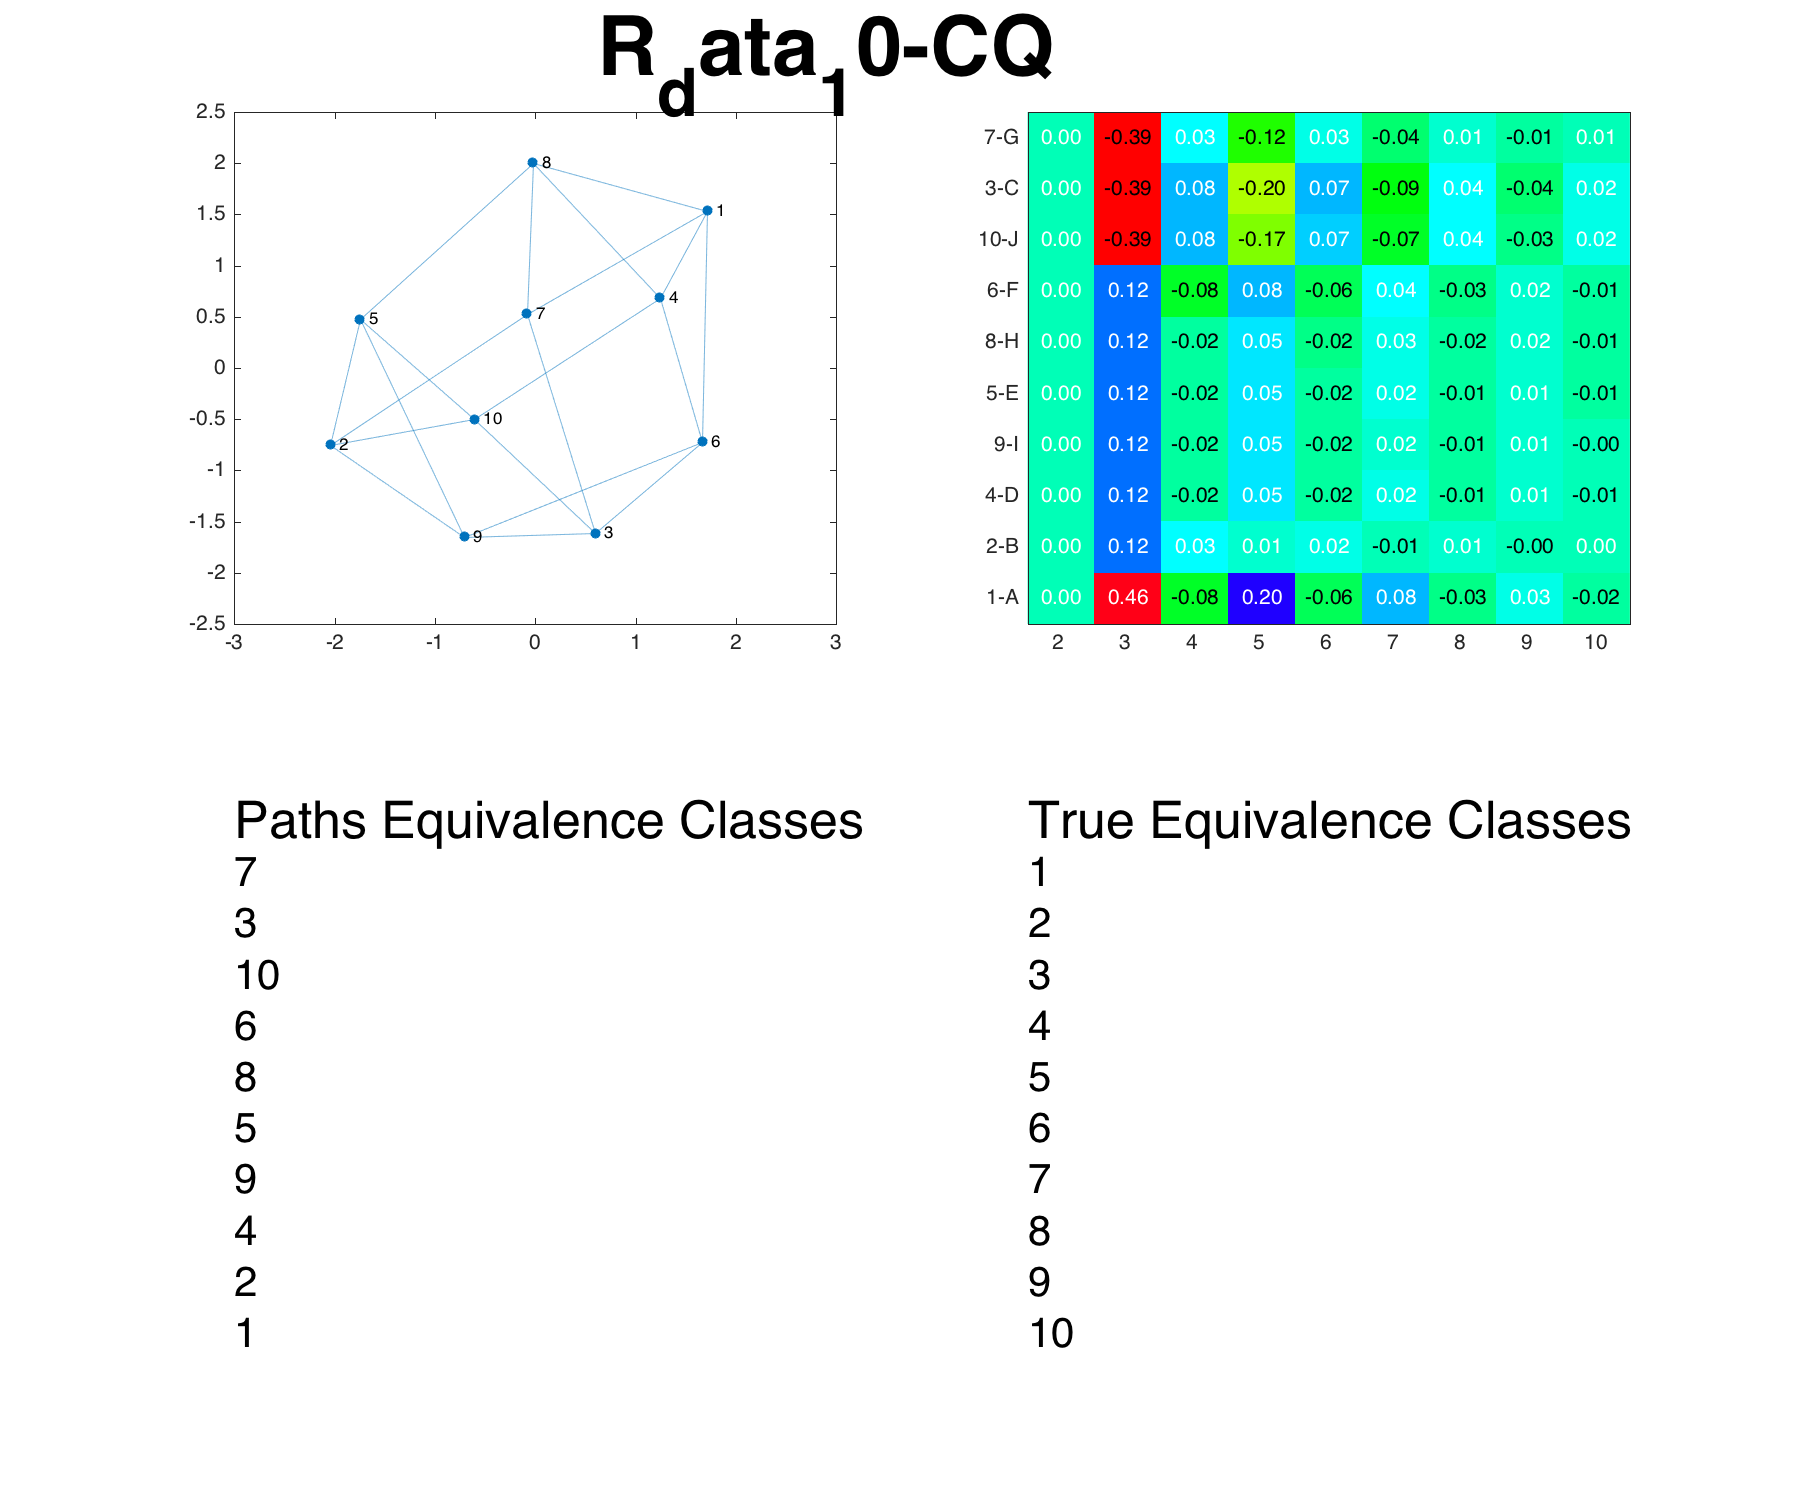 R_data_10-CQ
2.5
2
1.5
1
0.5
0
-0.5
-1
-1.5
-2
-2.5
-3 -2 -1 0 1 2 3
8
1
4
7
5
10
2
6
9
3
7-G 0.00 -0.39 0.03 -0.12 0.03 -0.04 0.01 -0.01 0.01
3-C 0.00 -0.39 0.08 -0.20 0.07 -0.09 0.04 -0.04 0.02
10-J 0.00 -0.39 0.08 -0.17 0.07 -0.07 0.04 -0.03 0.02
6-F 0.00 0.12 -0.08 0.08 -0.06 0.04 -0.03 0.02 -0.01
8-H 0.00 0.12 -0.02 0.05 -0.02 0.03 -0.02 0.02 -0.01
5-E 0.00 0.12 -0.02 0.05 -0.02 0.02 -0.01 0.01 -0.01
9-I 0.00 0.12 -0.02 0.05 -0.02 0.02 -0.01 0.01 -0.00
4-D 0.00 0.12 -0.02 0.05 -0.02 0.02 -0.01 0.01 -0.01
2-B 0.00 0.12 0.03 0.01 0.02 -0.01 0.01 -0.00 0.00
1-A 0.00 0.46 -0.08 0.20 -0.06 0.08 -0.03 0.03 -0.02
2 3 4 5 6 7 8 9 10
Paths Equivalence Classes
7
3
10
6
8
5
9
4
2
1
True Equivalence Classes
1
2
3
4
5
6
7
8
9
10